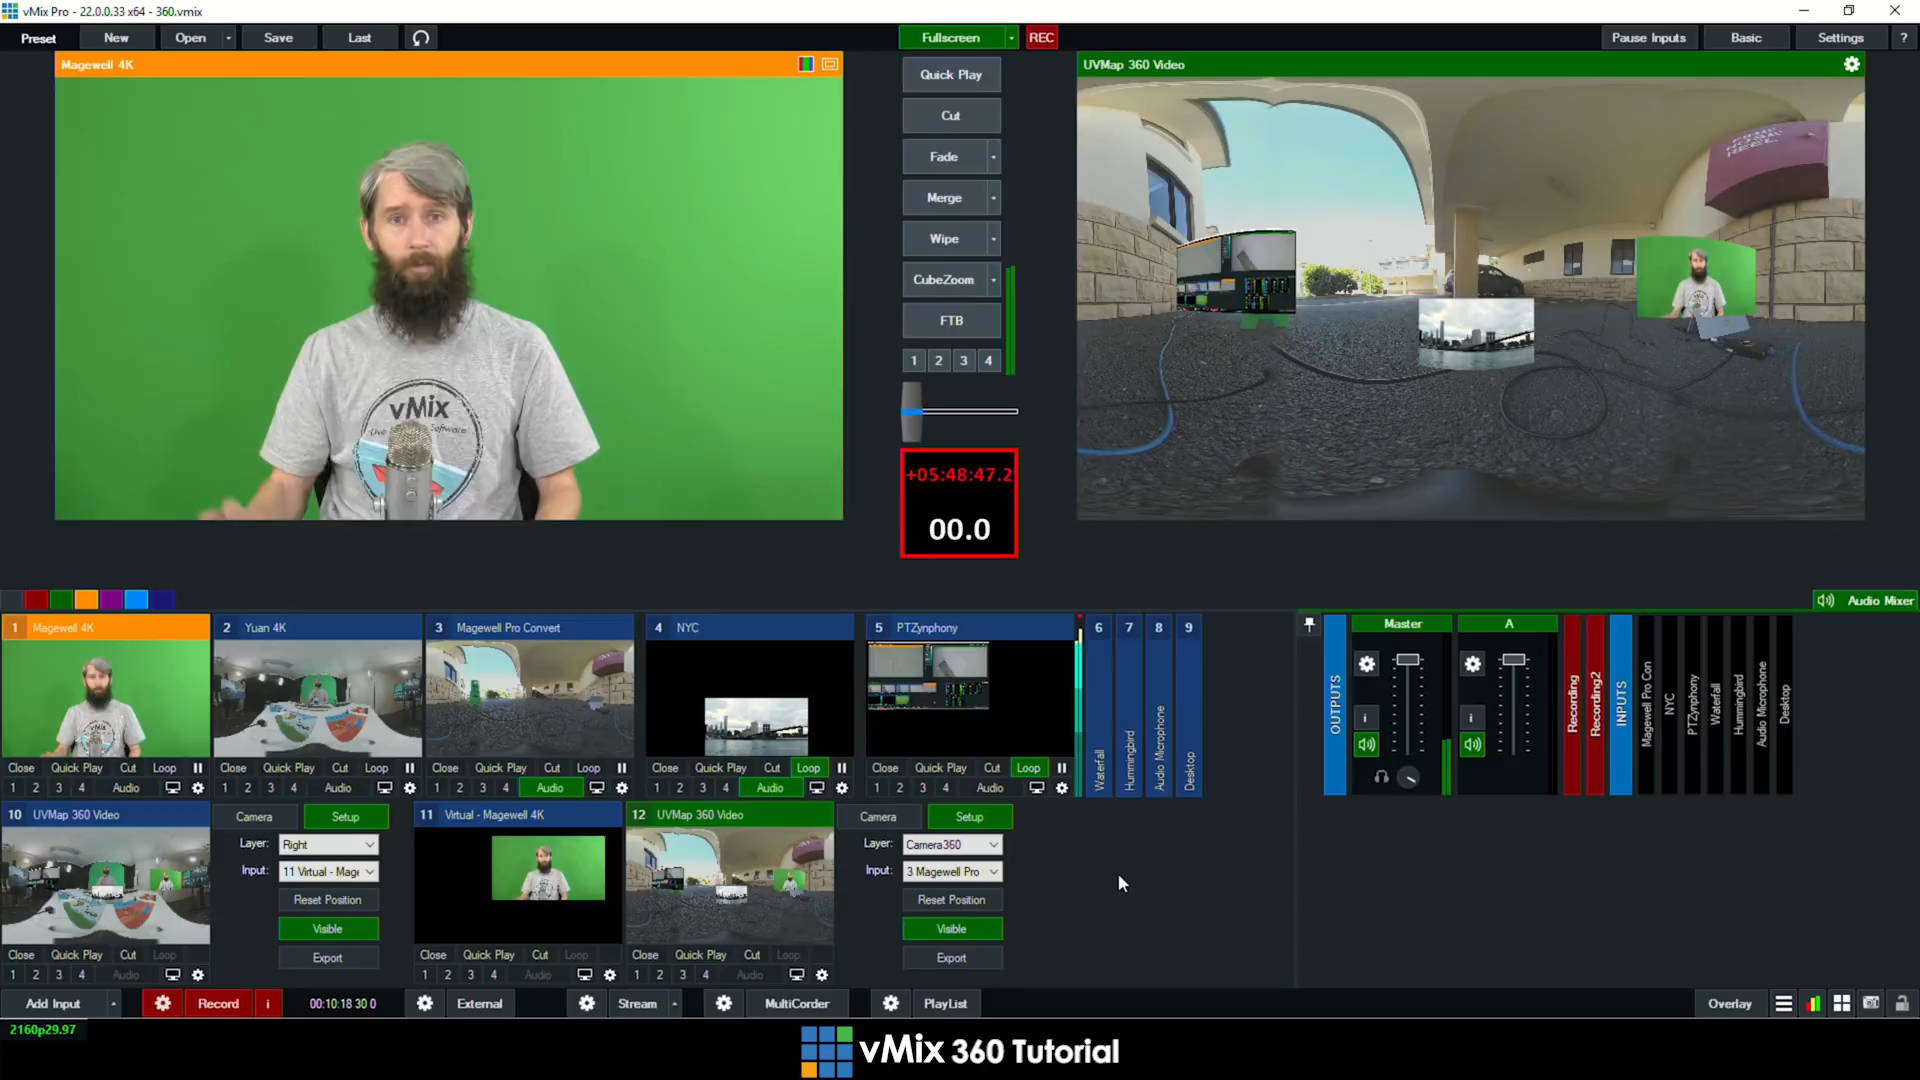 vMix Pro - 22.0.0.33 x64 - 360.vmix
Preset New Open Save Last Fullscreen REC Pause Inputs Basic Settings ?
Magewell 4K
UVMap 360 Video
Quick Play
Cut
Fade
Merge
Wipe
CubeZoom
FTB
1 2 3 4
+05:48:47.2
00.0
vMix
Software
Audio Mixer
1 Magewell 4K
2 Yuan 4K
3 Magewell Pro Convert
4 NYC
5 PTZynphony
6 7 8 9
Waterfall
Hummingbird
Audio Microphone
Desktop
Master A
OUTPUTS
Recording
Recording2
INPUTS
Magewell Pro Con
NYC
PTZynphony
Waterfall
Hummingbird
Audio Microphone
Desktop
Close Quick Play Cut Loop Close Quick Play Cut Loop Close Quick Play Cut Loop Close Quick Play Cut Loop Close Quick Play Cut Loop
1 2 3 4 Audio 1 2 3 4 Audio 1 2 3 4 Audio 1 2 3 4 Audio 1 2 3 4 Audio
10 UVMap 360 Video
Camera Setup
Layer: Right
Input: 11 Virtual - Mage
Reset Position
Visible
Export
11 Virtual - Magewell 4K
12 UVMap 360 Video
Camera Setup
Layer: Camera360
Input: 3 Magewell Pro
Reset Position
Visible
Export
Close Quick Play Cut Loop Close Quick Play Cut Loop Close Quick Play Cut Loop
1 2 3 4 Audio 1 2 3 4 Audio 1 2 3 4 Audio
Add Input Record i 00:10:18 30 0 External Stream MultiCorder PlayList Overlay
2160p29.97
vMix 360 Tutorial